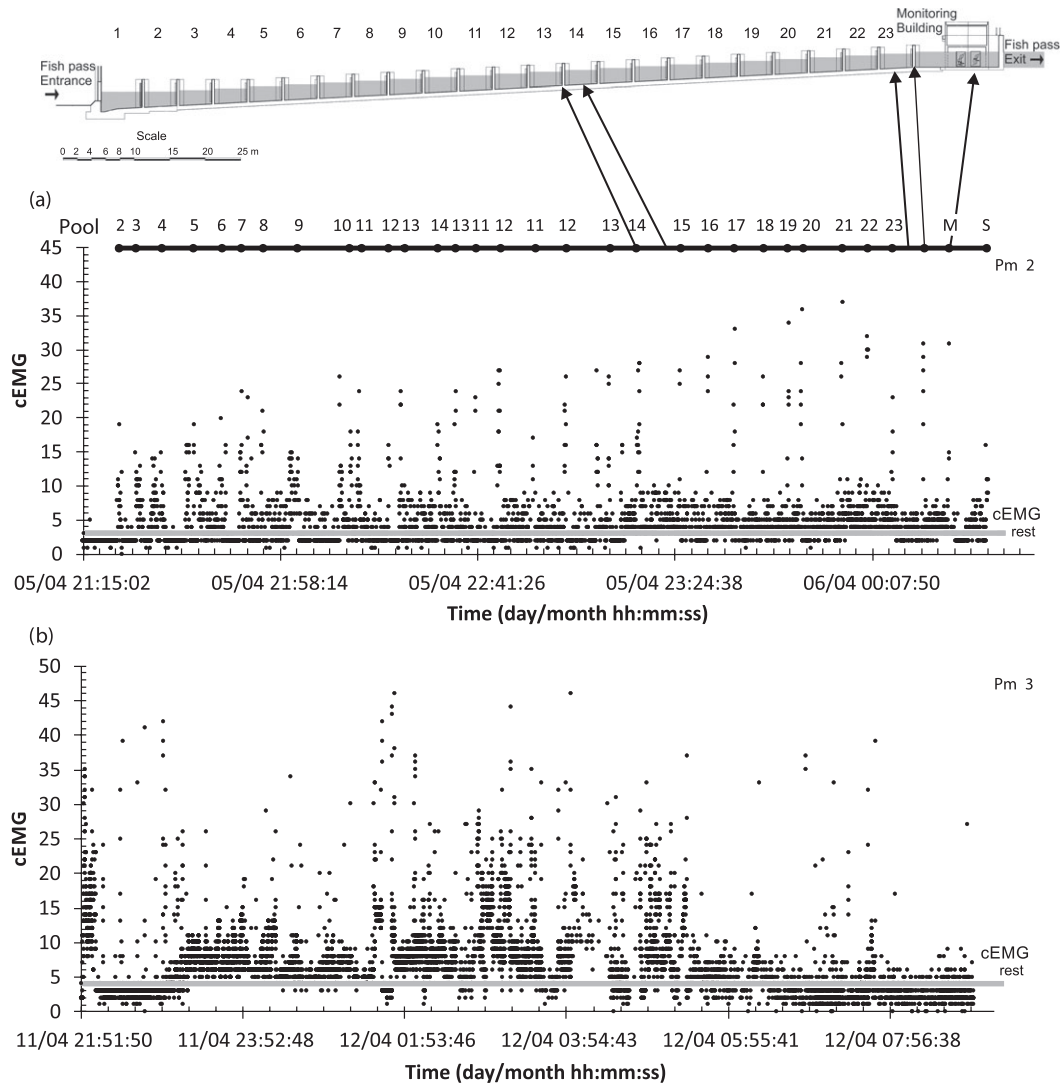 Monitoring
Building
1 2 3 4 5 6 7 8 9 10 11 12 13 14 15 16 17 18 19 20 21 22 23
Fish pass
Entrance
Fish pass
Exit
Scale
0 2 4 6 8 10 15 20 25 m
(a)
Pool 2 3 4 5 6 7 8 9 10 11 12 13 14 13 11 12 11 12 13 14 15 16 17 18 19 20 21 22 23 M S
45
Pm 2
40
35
30
25
20
15
10
5
0
cEMG
cEMG
rest
05/04 21:15:02 05/04 21:58:14 05/04 22:41:26 05/04 23:24:38 06/04 00:07:50
Time (day/month hh:mm:ss)
(b)
50
Pm 3
45
40
35
30
25
20
15
10
5
0
cEMG
cEMG
rest
11/04 21:51:50 11/04 23:52:48 12/04 01:53:46 12/04 03:54:43 12/04 05:55:41 12/04 07:56:38
Time (day/month hh:mm:ss)